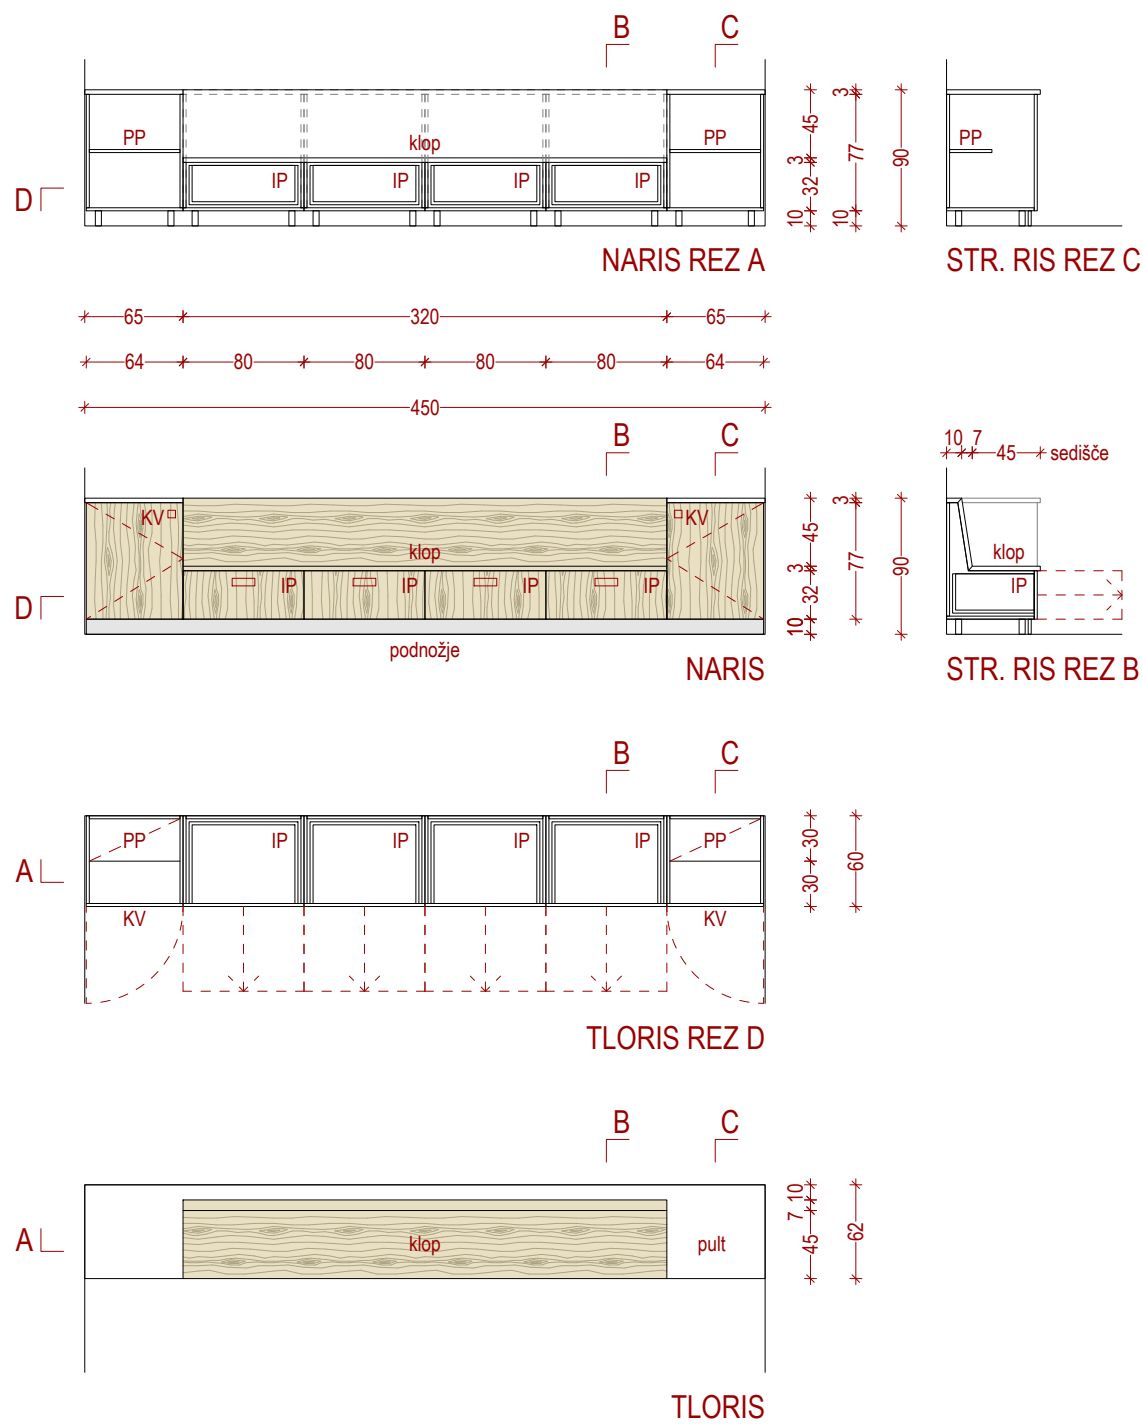 B C
PP klop PP PP
IP IP IP IP
D
3 45 3 32 10
3 77 10
90
NARIS REZ A
STR. RIS REZ C
65 320 65
64 80 80 80 80 64
450
B C
10 7 45 sedišče
KV KV
klop klop
IP IP IP IP IP
D
3 45 3 32 10
3 77 10
90
podnožje
NARIS
STR. RIS REZ B
B C
PP IP IP IP IP PP
A
30 30
60
KV KV
TLORIS REZ D
B C
A
klop pult
10 7 45
62
TLORIS